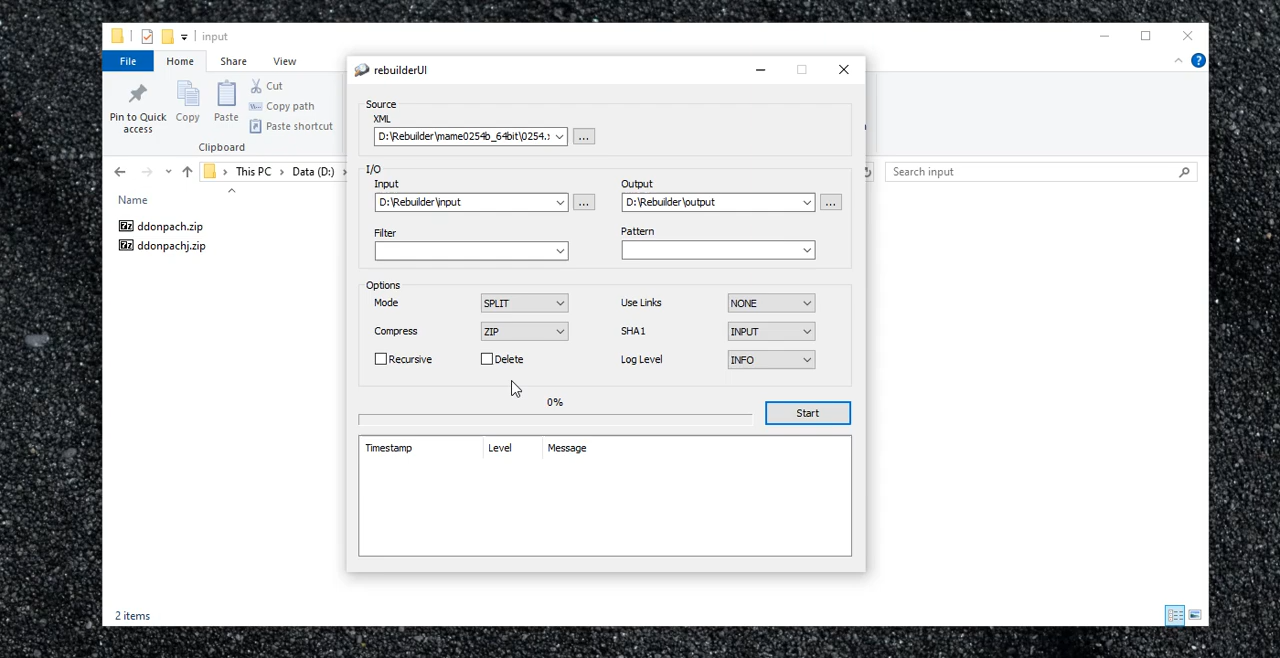 input
File Home Share View
Pin to Quick access
Copy
Paste
Cut
Copy path
Paste shortcut
Clipboard
This PC > Data (D:) >
Search input
Name
ddonpach.zip
ddonpachj.zip
2 items
rebuilderUI
Source
XML
D:\Rebuilder\mame0254b_64bit\0254.x
...
I/O
Input
Output
D:\Rebuilder\input
...
D:\Rebuilder\output
...
Filter
Pattern
Options
Mode SPLIT Use Links NONE
Compress ZIP SHA1 INPUT
Recursive Delete Log Level INFO
0%
Start
Timestamp Level Message